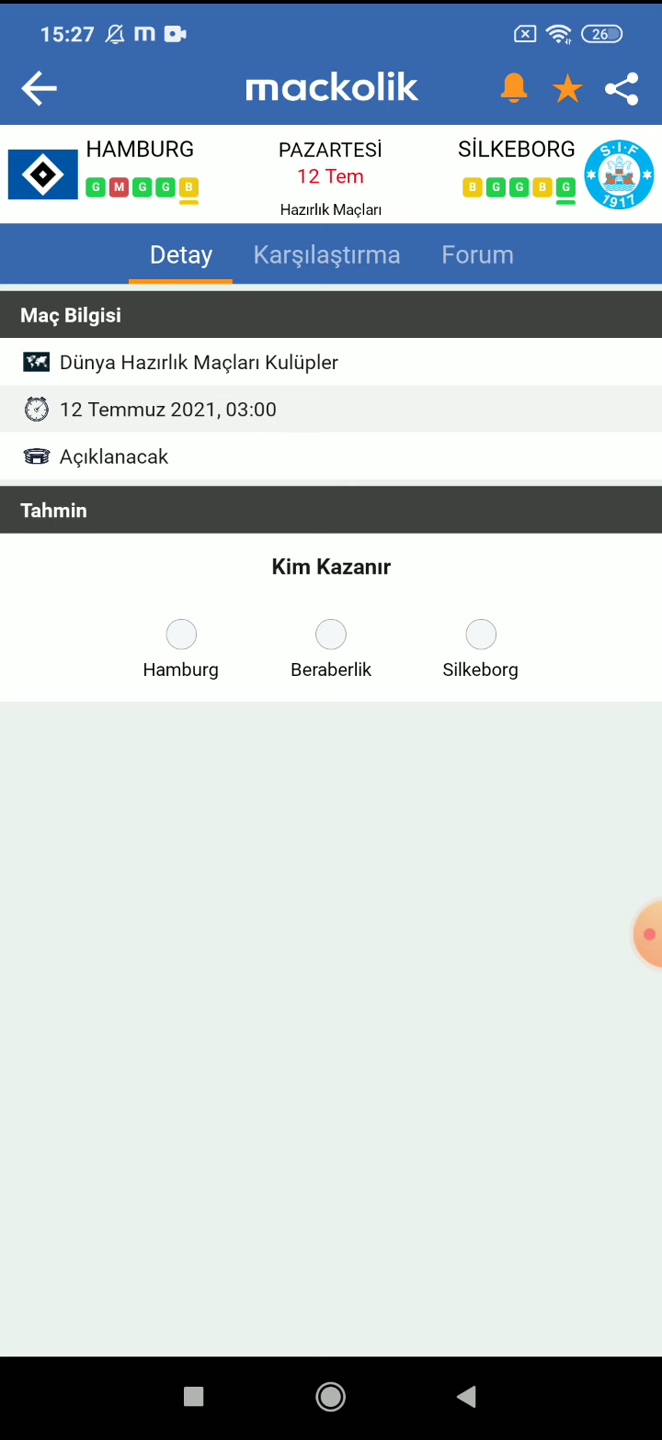 15:27 m 26
mackolik
HAMBURG
G M G G B
PAZARTESİ
12 Tem
Hazırlık Maçları
SİLKEBORG
B G G B G
S·I·F
1917
Detay Karşılaştırma Forum
Maç Bilgisi
Dünya Hazırlık Maçları Kulüpler
12 Temmuz 2021, 03:00
Açıklanacak
Tahmin
Kim Kazanır
Hamburg Beraberlik Silkeborg